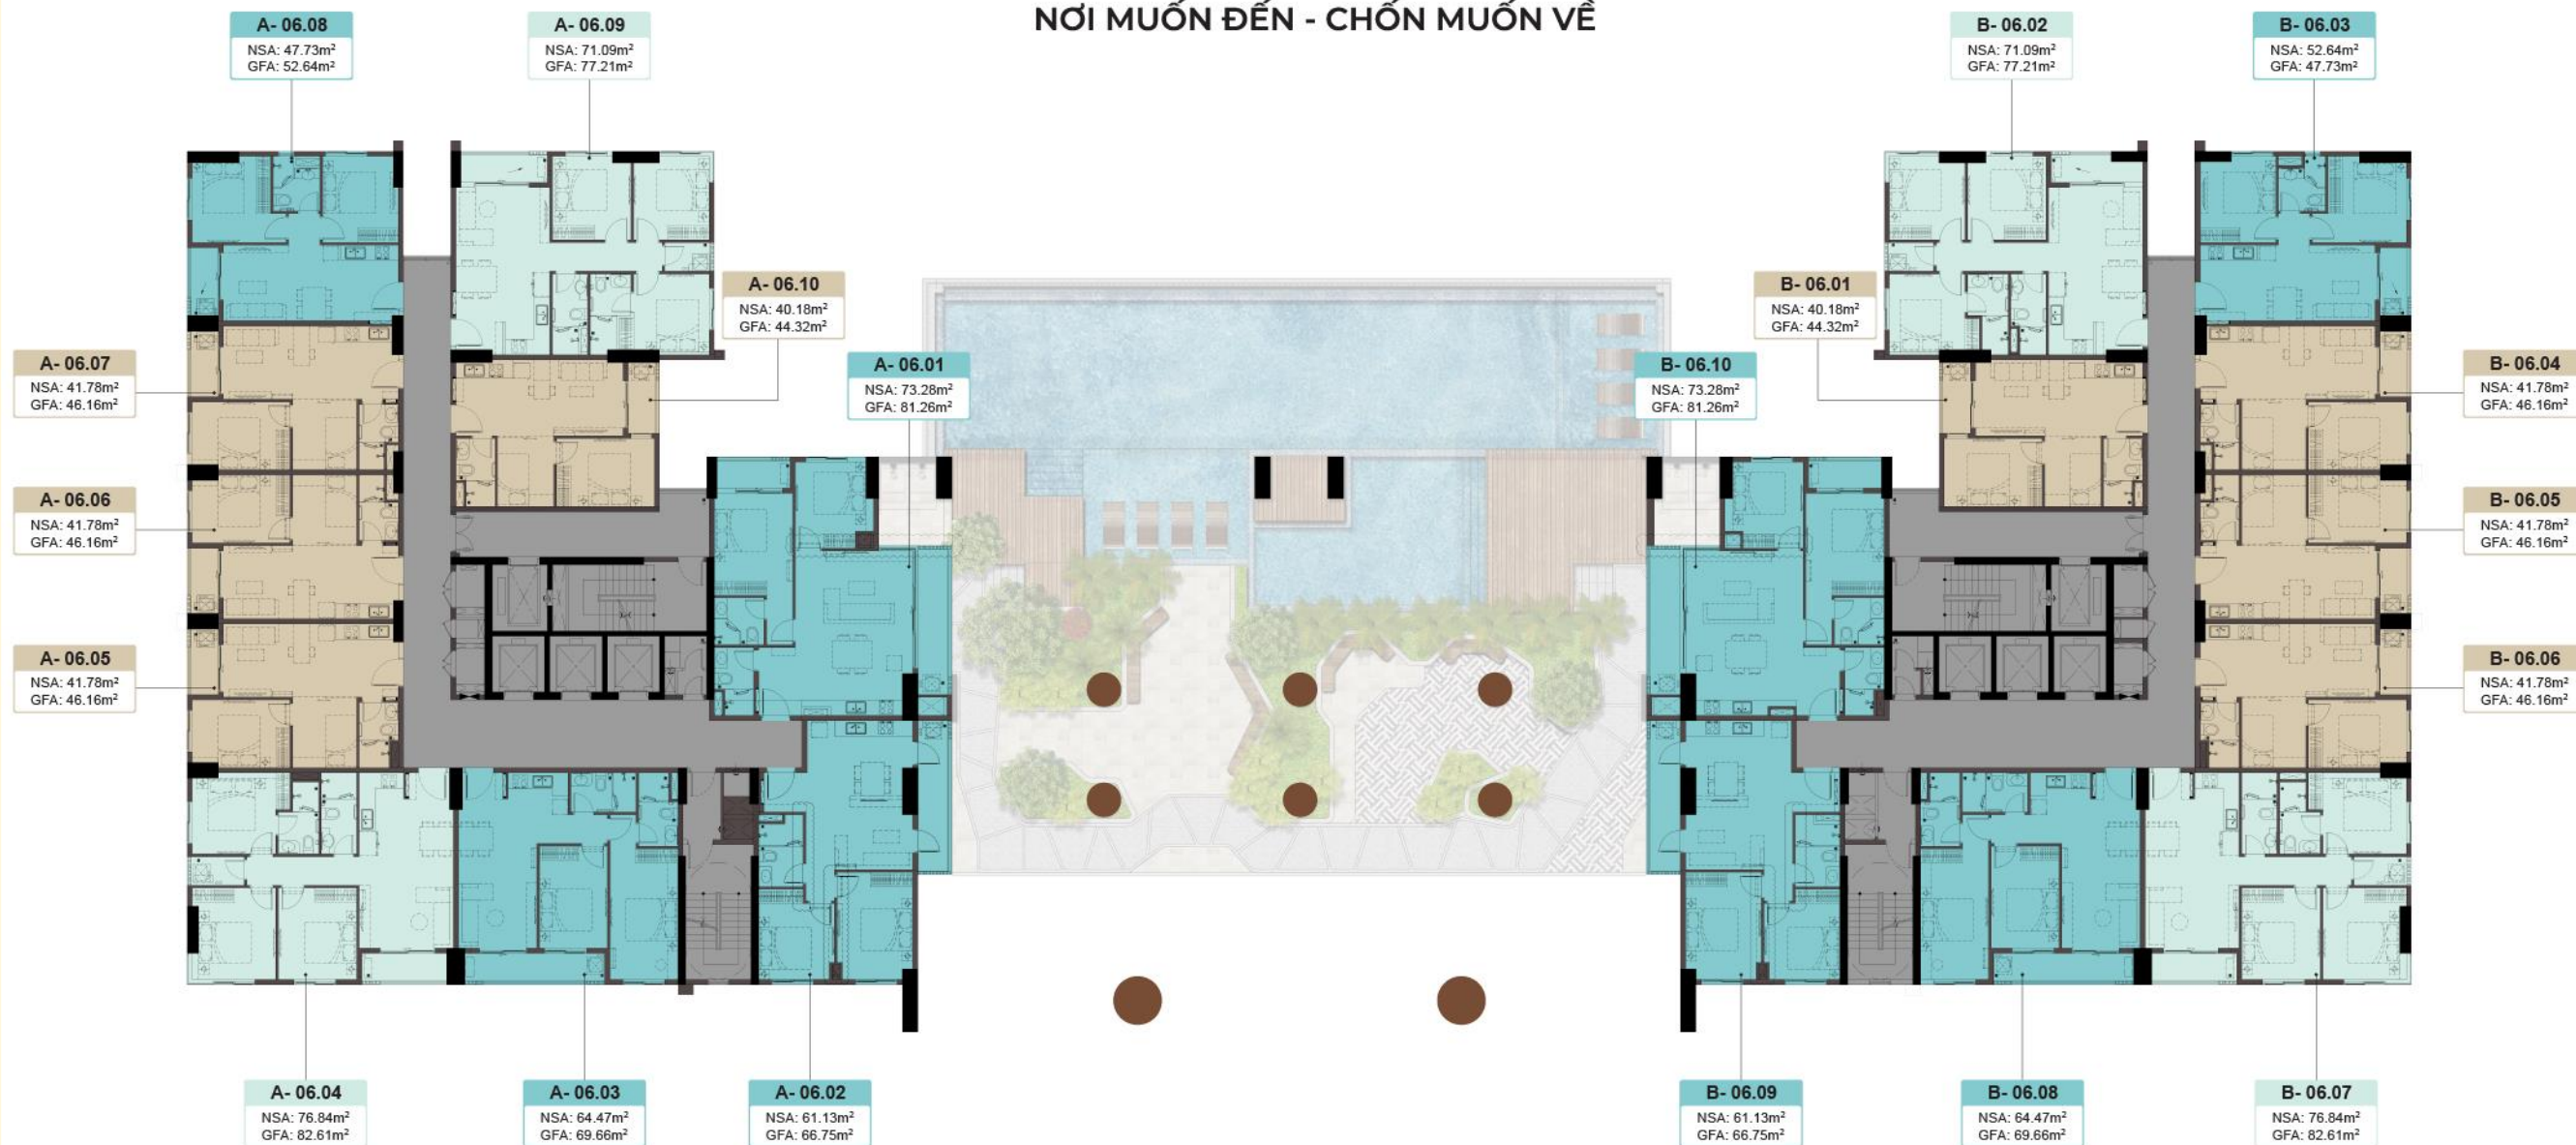 NƠI MUỐN ĐẾN - CHỐN MUỐN VỀ
A- 06.08
NSA: 47.73m²
GFA: 52.64m²
A- 06.09
NSA: 71.09m²
GFA: 77.21m²
B- 06.02
NSA: 71.09m²
GFA: 77.21m²
B- 06.03
NSA: 52.64m²
GFA: 47.73m²
A- 06.10
NSA: 40.18m²
GFA: 44.32m²
B- 06.01
NSA: 40.18m²
GFA: 44.32m²
A- 06.07
NSA: 41.78m²
GFA: 46.16m²
A- 06.01
NSA: 73.28m²
GFA: 81.26m²
B- 06.10
NSA: 73.28m²
GFA: 81.26m²
B- 06.04
NSA: 41.78m²
GFA: 46.16m²
A- 06.06
NSA: 41.78m²
GFA: 46.16m²
B- 06.05
NSA: 41.78m²
GFA: 46.16m²
A- 06.05
NSA: 41.78m²
GFA: 46.16m²
B- 06.06
NSA: 41.78m²
GFA: 46.16m²
A- 06.04
NSA: 76.84m²
GFA: 82.61m²
A- 06.03
NSA: 64.47m²
GFA: 69.66m²
A- 06.02
NSA: 61.13m²
GFA: 66.75m²
B- 06.09
NSA: 61.13m²
GFA: 66.75m²
B- 06.08
NSA: 64.47m²
GFA: 69.66m²
B- 06.07
NSA: 76.84m²
GFA: 82.61m²